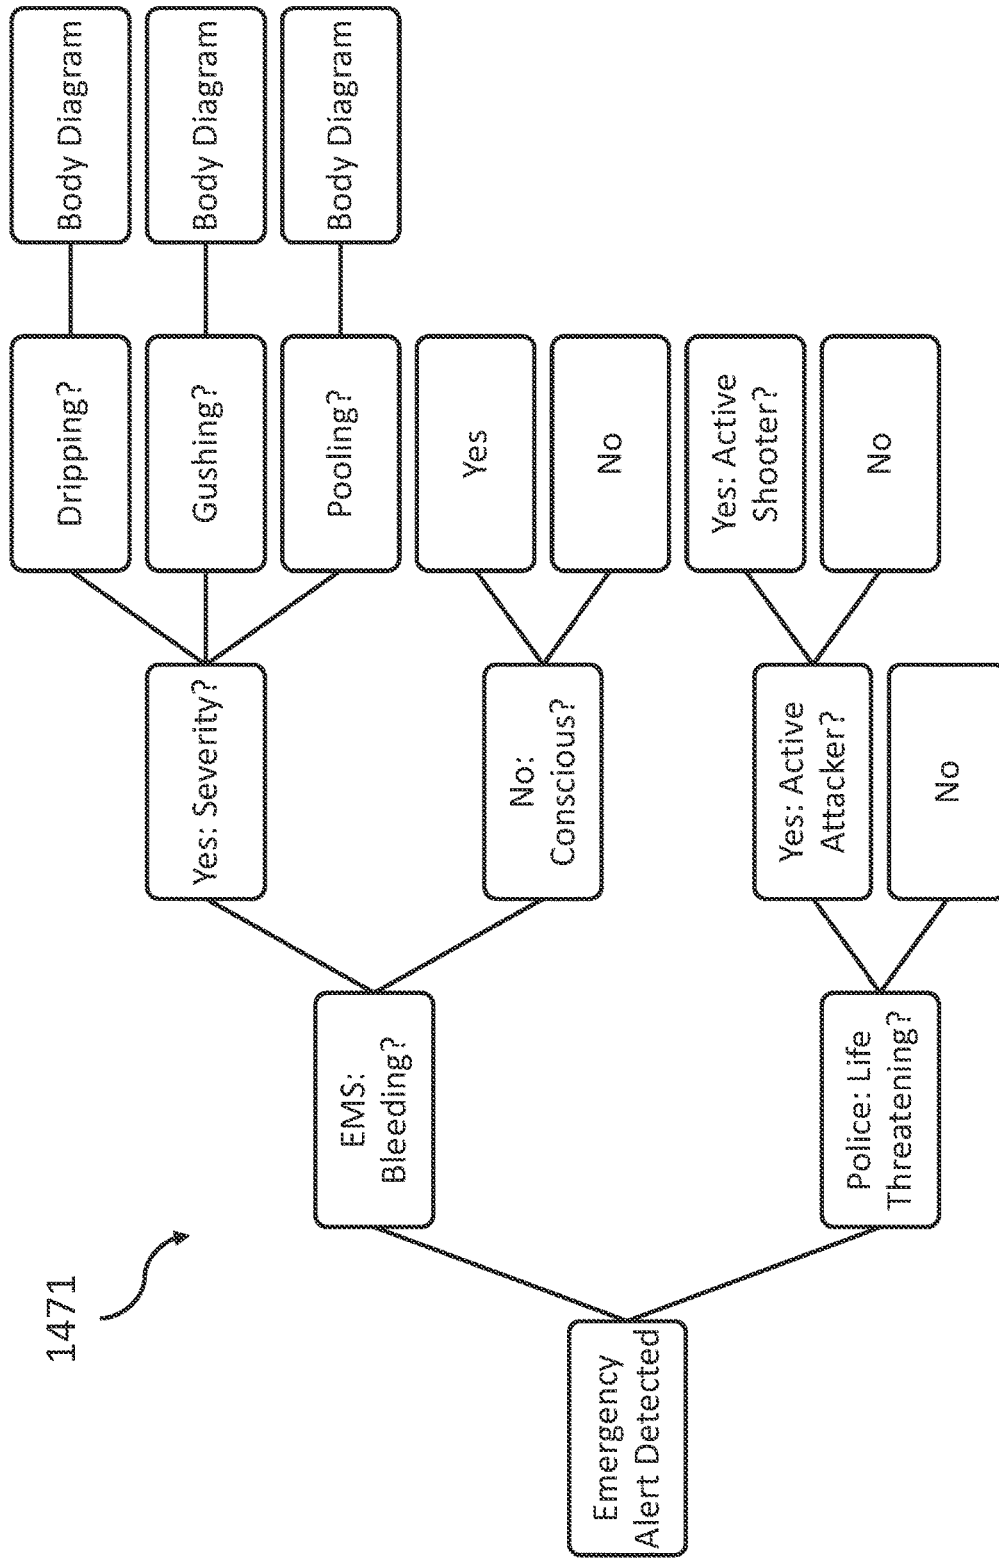 1471
Emergency
Alert Detected
EMS:
Bleeding?
Police: Life
Threatening?
Yes: Severity?
No:
Conscious?
Yes: Active
Attacker?
No
Dripping?
Gushing?
Pooling?
Yes
No
Yes: Active
Shooter?
No
Body Diagram
Body Diagram
Body Diagram